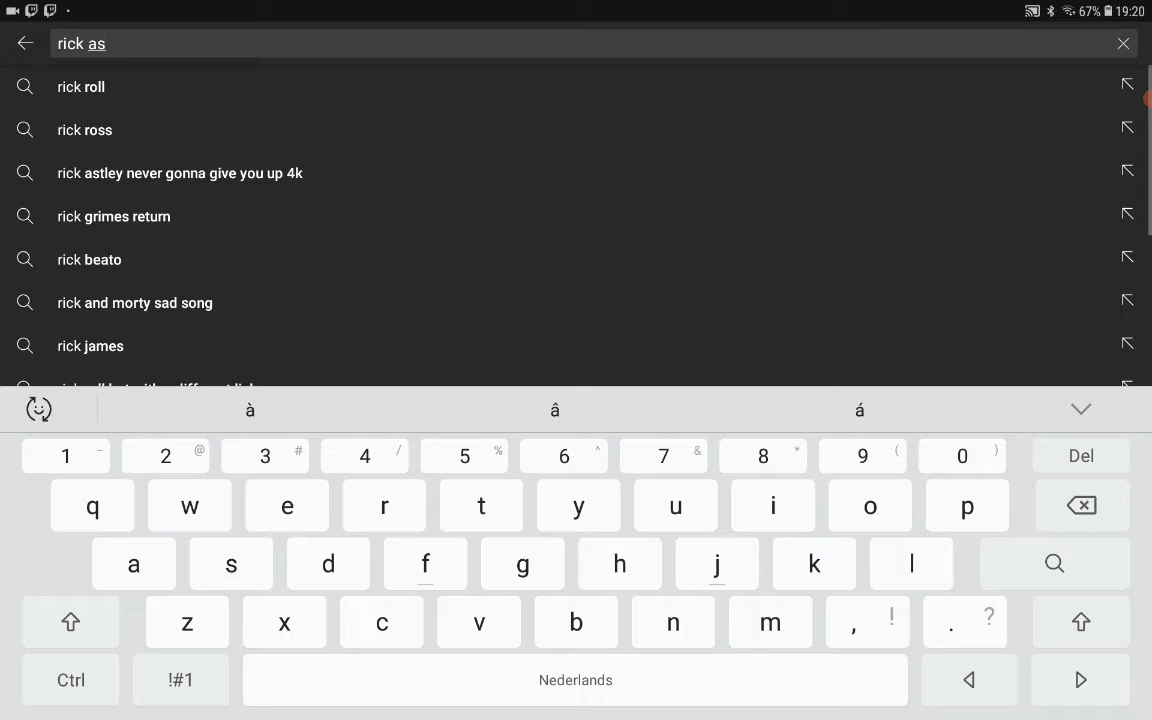 67% 19:20
rick as
rick roll
rick ross
rick astley never gonna give you up 4k
rick grimes return
rick beato
rick and morty sad song
rick james
à â á
1 - 2 @ 3 # 4 / 5 % 6 ^ 7 & 8 * 9 ( 0 ) Del
q w e r t y u i o p
a s d f g h j k l
z x c v b n m , ! . ?
Ctrl !#1 Nederlands